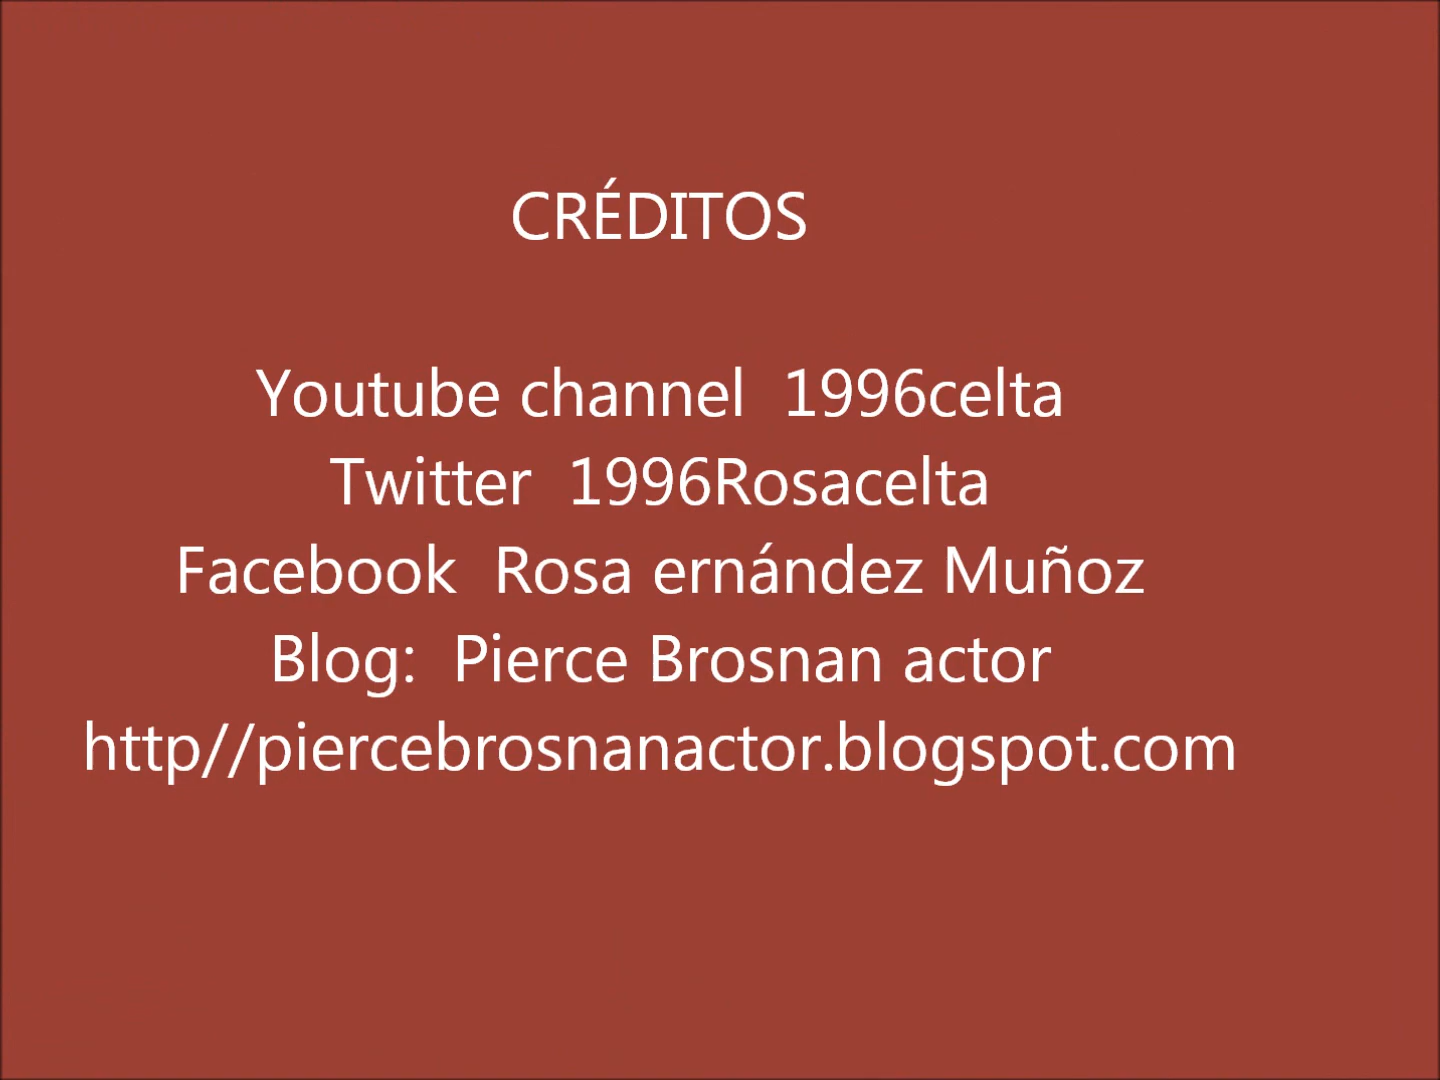 CRÉDITOS
Youtube channel  1996celta
Twitter  1996Rosacelta
Facebook  Rosa ernández Muñoz
Blog:  Pierce Brosnan actor
http//piercebrosnanactor.blogspot.com